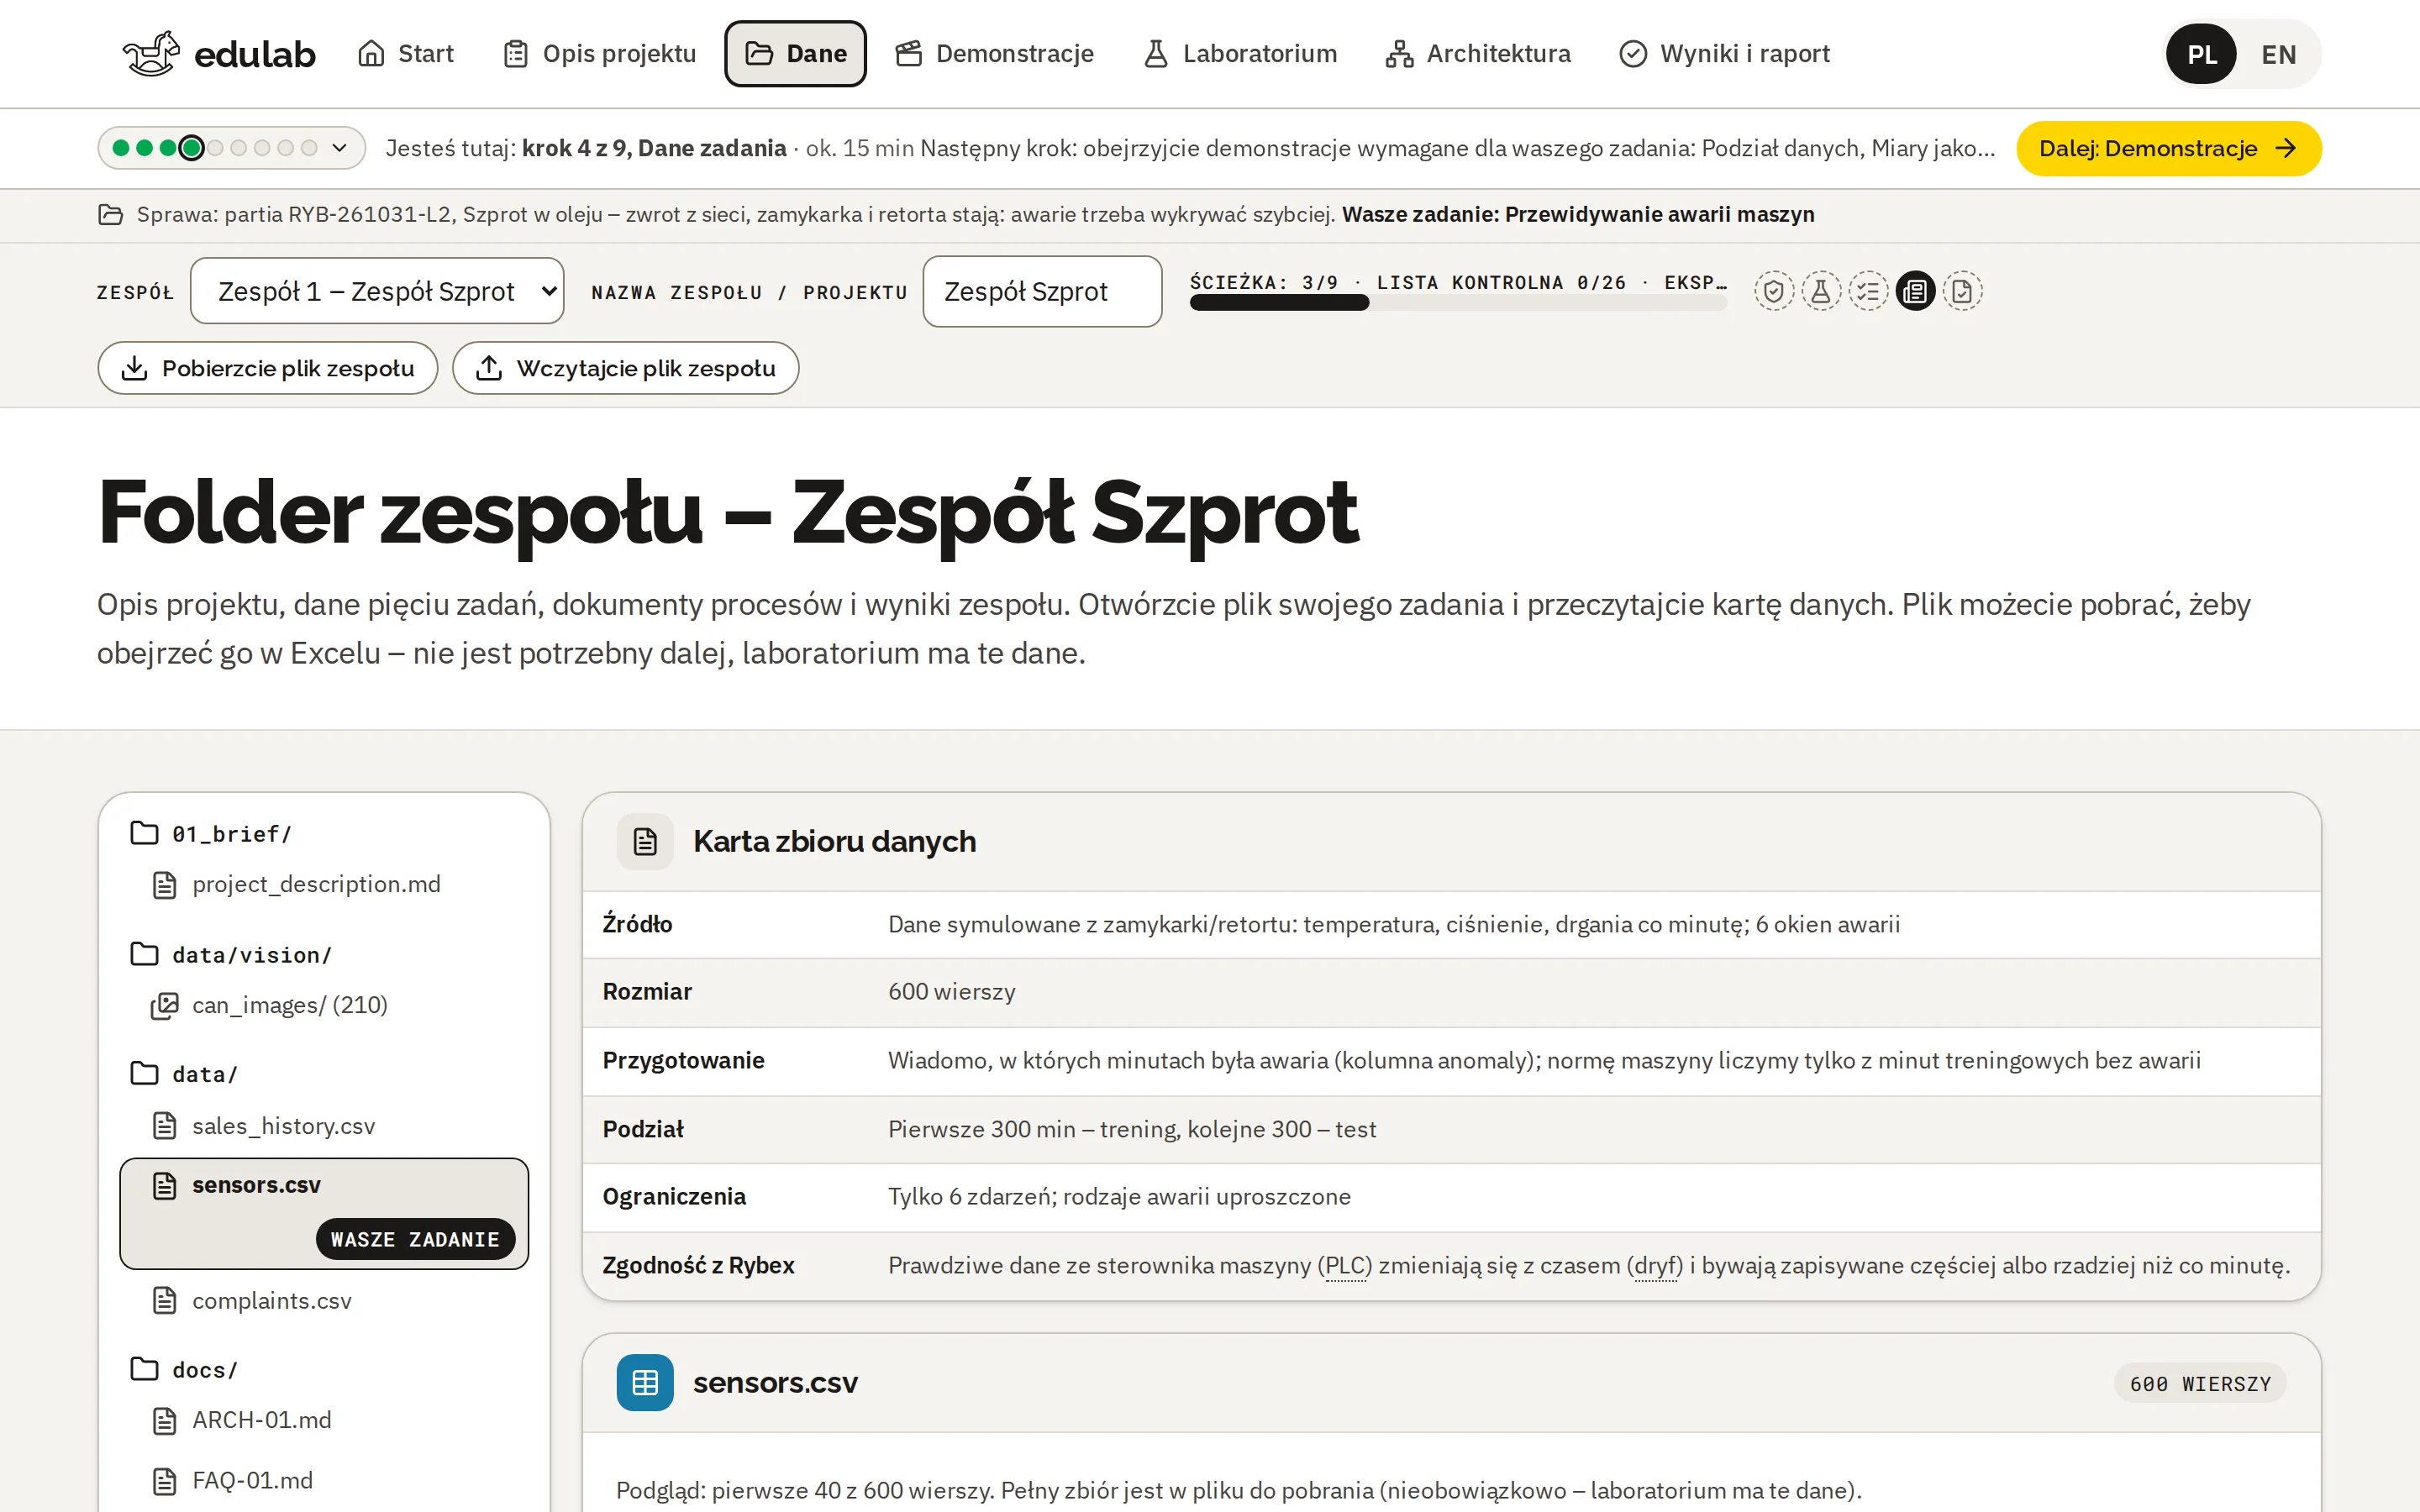 edulab
Start
Opis projektu
Dane
Demonstracje
Laboratorium
Architektura
Wyniki i raport
PL
EN
Jesteś tutaj: krok 4 z 9, Dane zadania · ok. 15 min Następny krok: obejrzyjcie demonstracje wymagane dla waszego zadania: Podział danych, Miary jako…
Dalej: Demonstracje
Sprawa: partia RYB-261031-L2, Szprot w oleju – zwrot z sieci, zamykarka i retorta stają: awarie trzeba wykrywać szybciej. Wasze zadanie: Przewidywanie awarii maszyn
ZESPÓŁ
Zespół 1 – Zespół Szprot
NAZWA ZESPOŁU / PROJEKTU
Zespół Szprot
ŚCIEŻKA: 3/9 · LISTA KONTROLNA 0/26 · EKSP…
Pobierzcie plik zespołu
Wczytajcie plik zespołu
Folder zespołu – Zespół Szprot
Opis projektu, dane pięciu zadań, dokumenty procesów i wyniki zespołu. Otwórzcie plik swojego zadania i przeczytajcie kartę danych. Plik możecie pobrać, żeby
obejrzeć go w Excelu – nie jest potrzebny dalej, laboratorium ma te dane.
01_brief/
project_description.md
data/vision/
can_images/ (210)
data/
sales_history.csv
sensors.csv
WASZE ZADANIE
complaints.csv
docs/
ARCH-01.md
FAQ-01.md
Karta zbioru danych
Źródło
Dane symulowane z zamykarki/retortu: temperatura, ciśnienie, drgania co minutę; 6 okien awarii
Rozmiar
600 wierszy
Przygotowanie
Wiadomo, w których minutach była awaria (kolumna anomaly); normę maszyny liczymy tylko z minut treningowych bez awarii
Podział
Pierwsze 300 min – trening, kolejne 300 – test
Ograniczenia
Tylko 6 zdarzeń; rodzaje awarii uproszczone
Zgodność z Rybex
Prawdziwe dane ze sterownika maszyny (PLC) zmieniają się z czasem (dryf) i bywają zapisywane częściej albo rzadziej niż co minutę.
sensors.csv
600 WIERSZY
Podgląd: pierwsze 40 z 600 wierszy. Pełny zbiór jest w pliku do pobrania (nieobowiązkowo – laboratorium ma te dane).